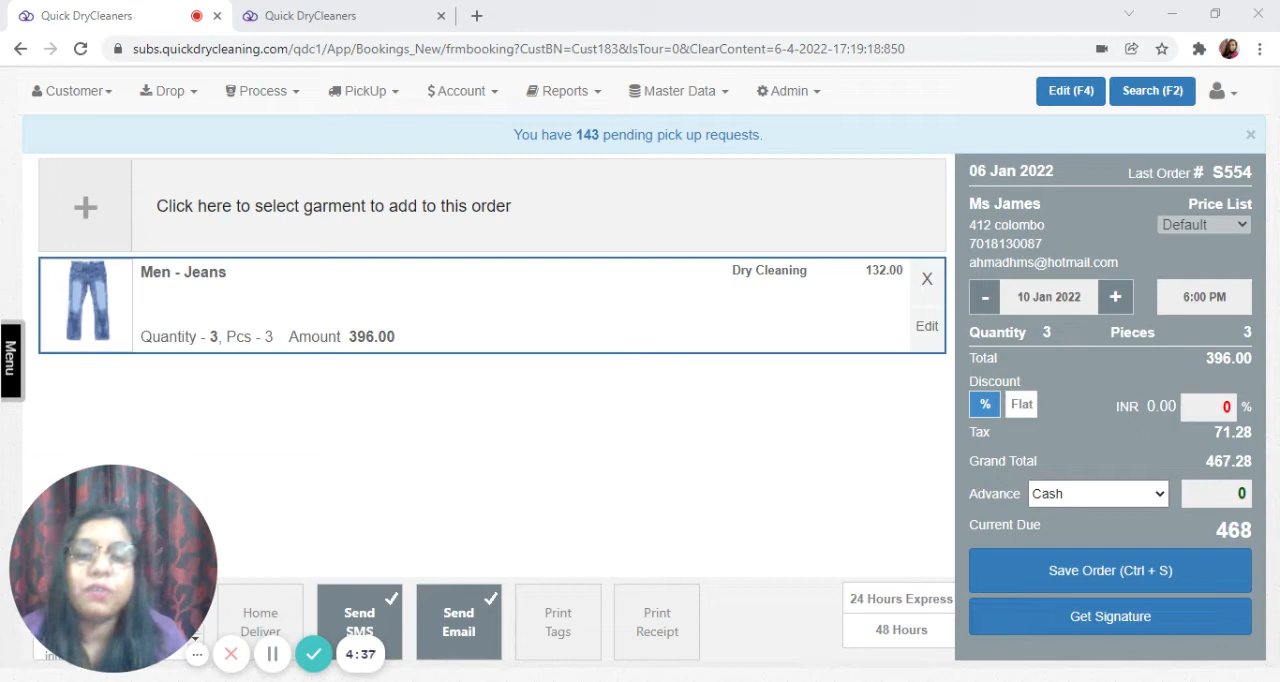 Quick DryCleaners
Quick DryCleaners
subs.quickdrycleaning.com/qdc1/App/Bookings_New/frmbooking?CustBN=Cust183&IsTour=0&ClearContent=6-4-2022-17:19:18:850
Customer
Drop
Process
PickUp
$ Account
Reports
Master Data
Admin
Edit (F4)
Search (F2)
You have 143 pending pick up requests.
×
+ Click here to select garment to add to this order
Men - Jeans
Dry Cleaning
132.00
X
Quantity - 3, Pcs - 3 Amount 396.00
Edit
Menu
06 Jan 2022
Last Order # S554
Ms James
Price List
412 colombo
Default
7018130087
ahmadhms@hotmail.com
- 10 Jan 2022 +
6:00 PM
Quantity 3 Pieces 3
Total 396.00
Discount
% Flat INR 0.00 0 %
Tax 71.28
Grand Total 467.28
Advance Cash 0
Current Due 468
Save Order (Ctrl + S)
Get Signature
Home
Deliver
Send
SMS
Send
Email
Print
Tags
Print
Receipt
24 Hours Express
48 Hours
4:37